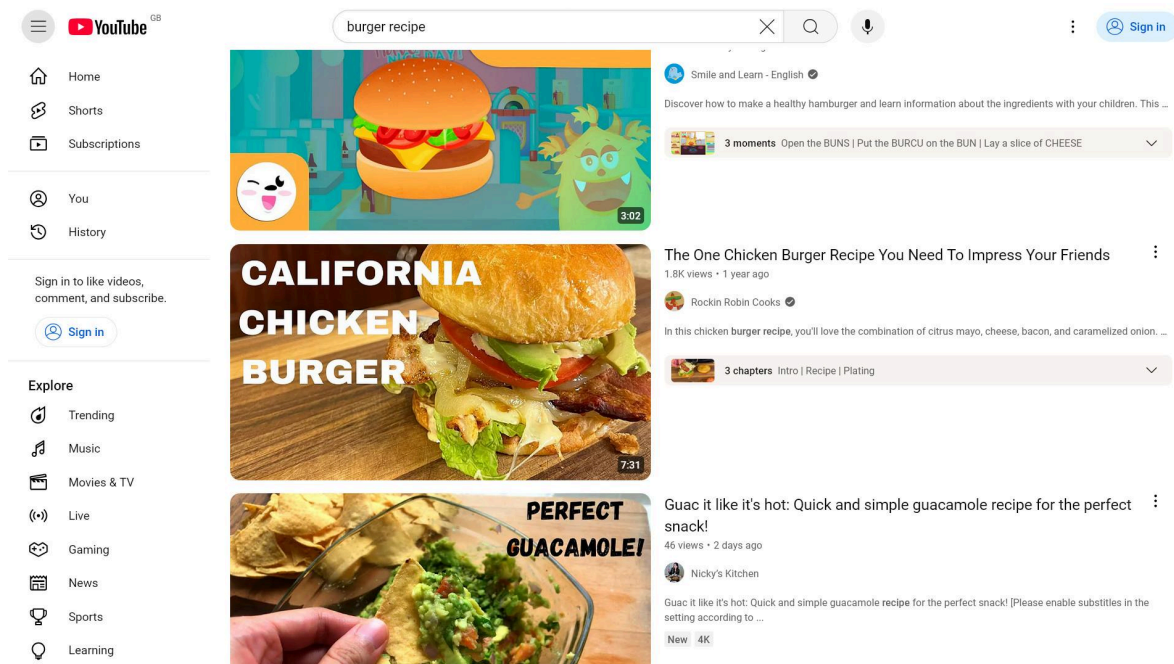 YouTube GB
burger recipe
Sign in
Home
Shorts
Subscriptions
You
History
Sign in to like videos,
comment, and subscribe.
Sign in
Explore
Trending
Music
Movies & TV
Live
Gaming
News
Sports
Learning
3:02
Smile and Learn - English
Discover how to make a healthy hamburger and learn information about the ingredients with your children. This ...
3 moments Open the BUNS | Put the BURCU on the BUN | Lay a slice of CHEESE
CALIFORNIA
CHICKEN
BURGER
7:31
The One Chicken Burger Recipe You Need To Impress Your Friends
1.8K views • 1 year ago
Rockin Robin Cooks
In this chicken burger recipe, you'll love the combination of citrus mayo, cheese, bacon, and caramelized onion. ...
3 chapters Intro | Recipe | Plating
PERFECT
GUACAMOLE!
Guac it like it's hot: Quick and simple guacamole recipe for the perfect
snack!
46 views • 2 days ago
Nicky's Kitchen
Guac it like it's hot: Quick and simple guacamole recipe for the perfect snack! [Please enable substitles in the
setting according to ...
New 4K